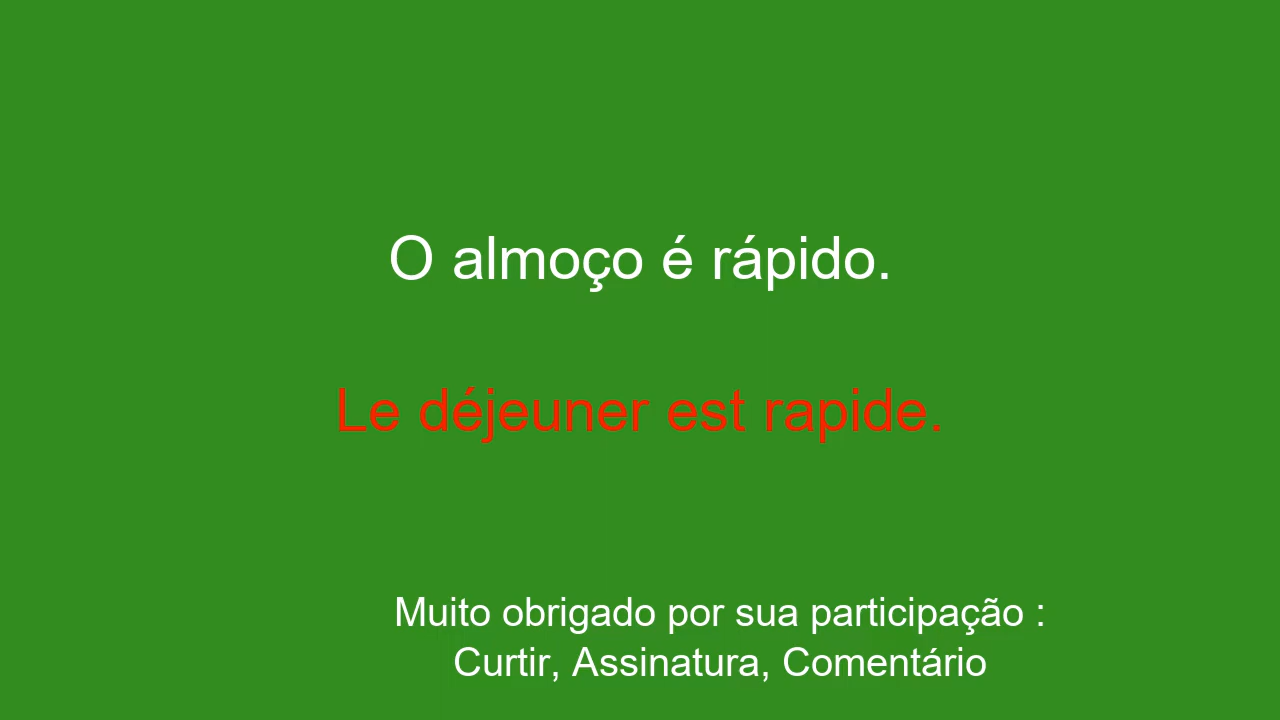 O almoço é rápido.
Le déjeuner est rapide.
Muito obrigado por sua participação :
Curtir, Assinatura, Comentário